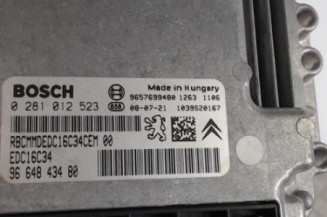 BOSCH
Made in Hungary
9657699480 1263 1106
0 281 012 523
08-07-21 1039S20167
RBCMMDEDC16C34CEM 00
EDC16C34
96 648 434 80